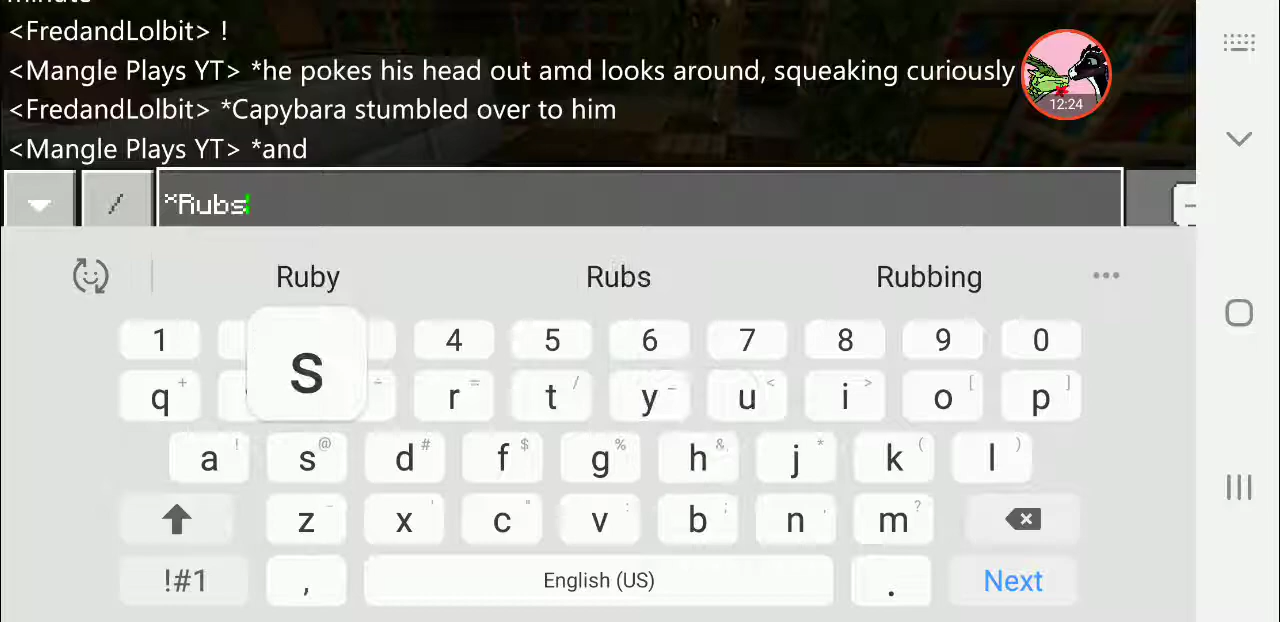 <FredandLolbit> !
<Mangle Plays YT> *he pokes his head out amd looks around, squeaking curiously
12:24
<FredandLolbit> *Capybara stumbled over to him
<Mangle Plays YT> *and
/ *Rubs
Ruby Rubs Rubbing
1 4 5 6 7 8 9 0
S
q + r = t / y _ u < i > o [ p ]
a ! s @ d # f $ g % h & j * k ( l )
z - x ' c " v : b ; n , m ?
!#1 , English (US) . Next